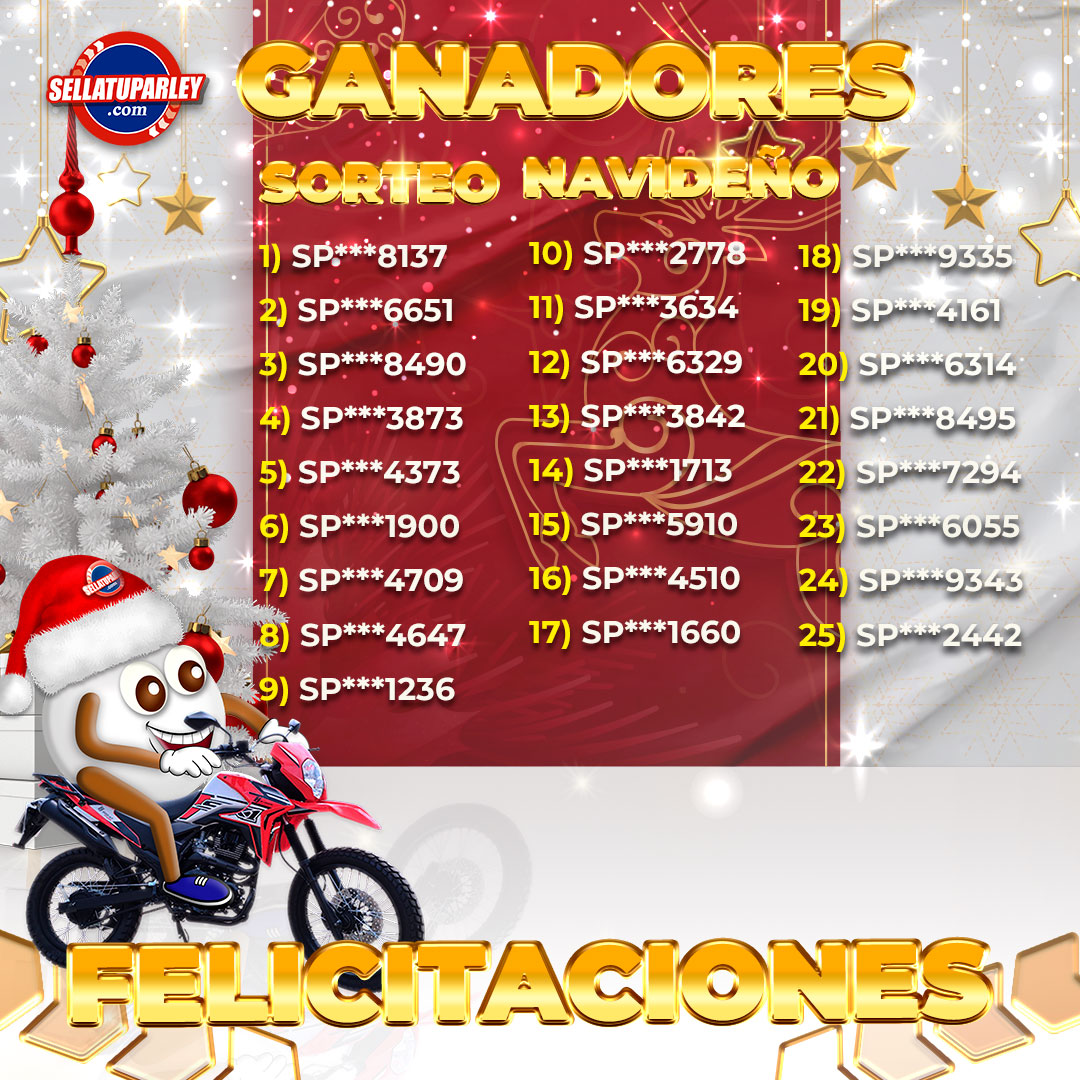 SELLATUPARLEY
.com
GANADORES
SORTEO NAVIDEÑO
1) SP***8137
2) SP***6651
3) SP***8490
4) SP***3873
5) SP***4373
6) SP***1900
7) SP***4709
8) SP***4647
9) SP***1236
10) SP***2778
11) SP***3634
12) SP***6329
13) SP***3842
14) SP***1713
15) SP***5910
16) SP***4510
17) SP***1660
18) SP***9335
19) SP***4161
20) SP***6314
21) SP***8495
22) SP***7294
23) SP***6055
24) SP***9343
25) SP***2442
FELICITACIONES